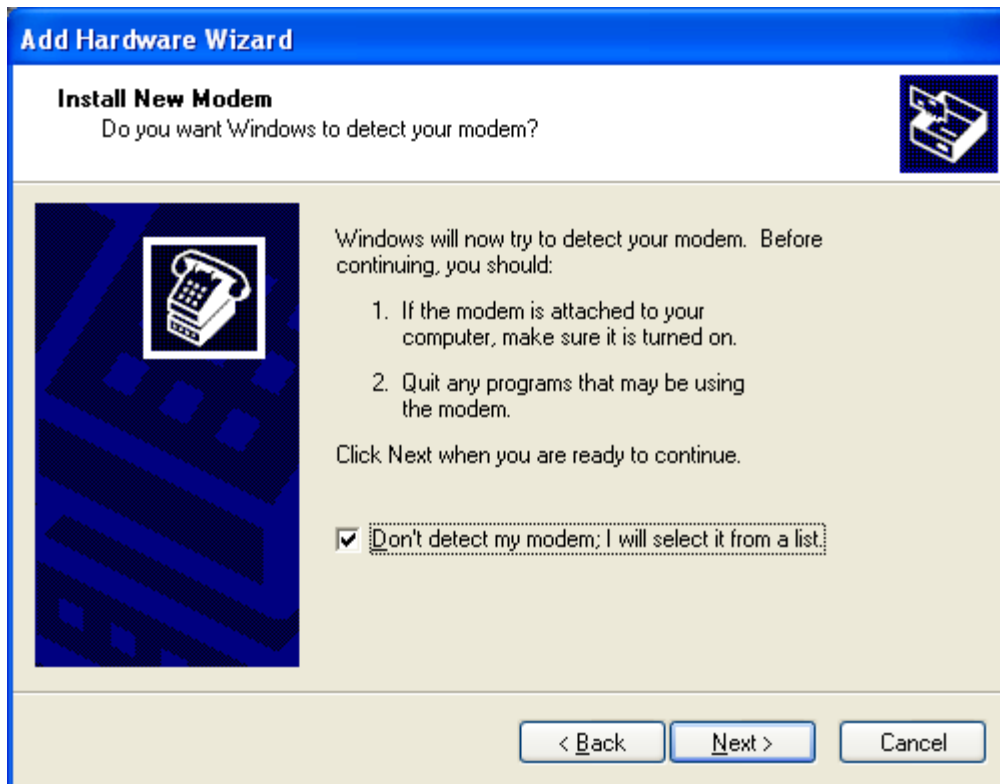 Add Hardware Wizard
Install New Modem
Do you want Windows to detect your modem?
Windows will now try to detect your modem.  Before
continuing, you should:
1. If the modem is attached to your
computer, make sure it is turned on.
2. Quit any programs that may be using
the modem.
Click Next when you are ready to continue.
Don't detect my modem; I will select it from a list.
< Back
Next >
Cancel